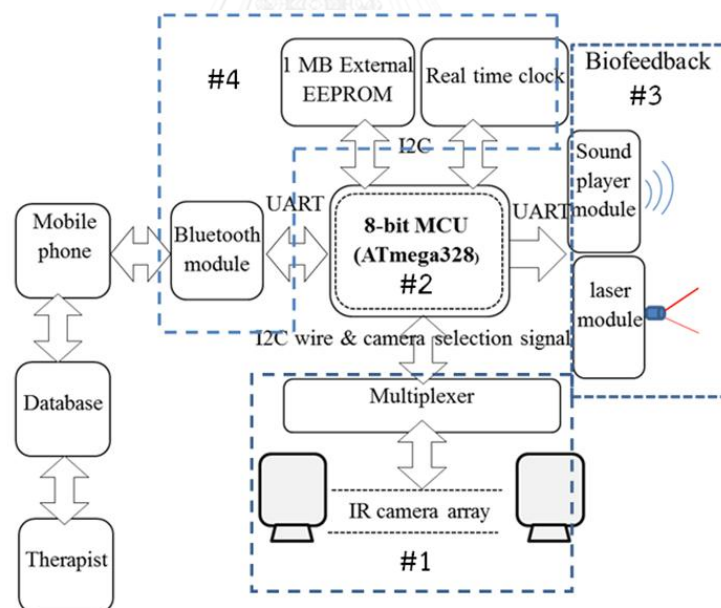 #4
1 MB External
EEPROM
Real time clock
Biofeedback
#3
I2C
Sound
player
module
UART
UART
8-bit MCU
(ATmega328)
#2
Mobile
phone
Bluetooth
module
laser
module
I2C wire & camera selection signal
Multiplexer
Database
IR camera array
#1
Therapist